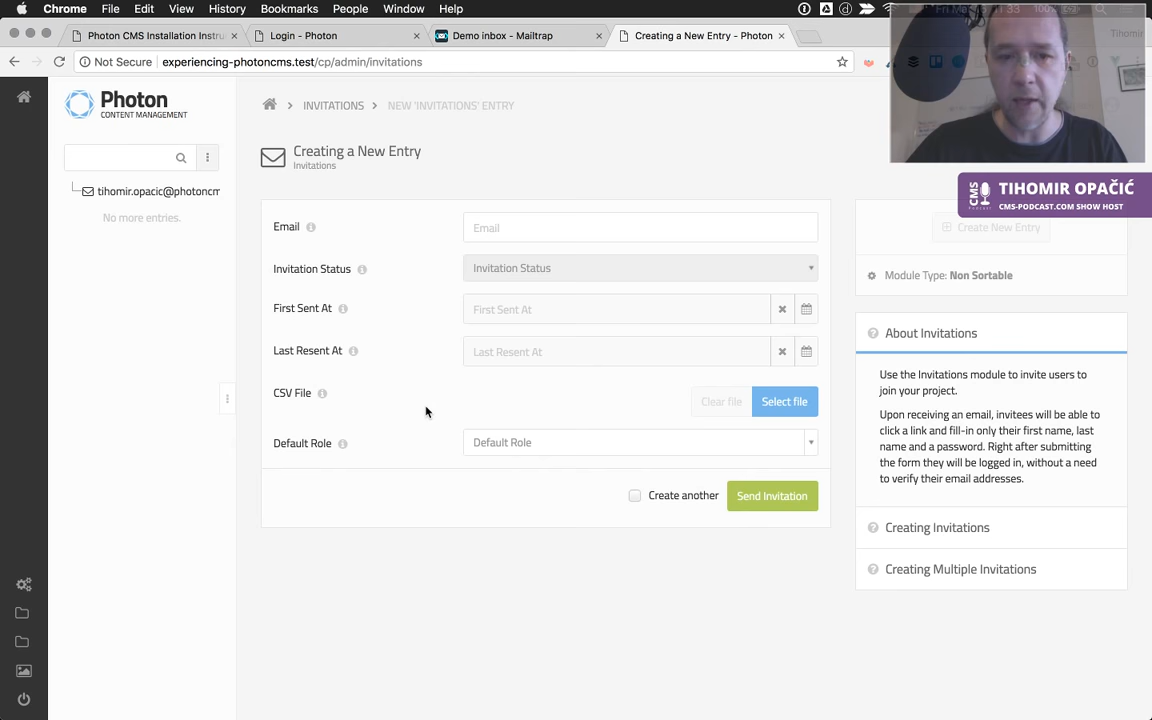 Chrome File Edit View History Bookmarks People Window Help
Photon CMS Installation Instru
Login - Photon
Demo inbox - Mailtrap
Creating a New Entry - Photon
Tihomir
Not Secure experiencing-photoncms.test/cp/admin/invitations
Photon
CONTENT MANAGEMENT
INVITATIONS
NEW 'INVITATIONS' ENTRY
tihomir.opacic@photoncm
No more entries.
Creating a New Entry
Invitations
TIHOMIR OPAČIĆ
CMS-PODCAST.COM SHOW HOST
CMS
Podcast
Email
Email
Invitation Status
Invitation Status
First Sent At
First Sent At
Last Resent At
Last Resent At
CSV File
Clear file
Select file
Default Role
Default Role
Create another
Send Invitation
Create New Entry
Module Type: Non Sortable
About Invitations
Use the Invitations module to invite users to
join your project.
Upon receiving an email, invitees will be able to
click a link and fill-in only their first name, last
name and a password. Right after submitting
the form they will be logged in, without a need
to verify their email addresses.
Creating Invitations
Creating Multiple Invitations